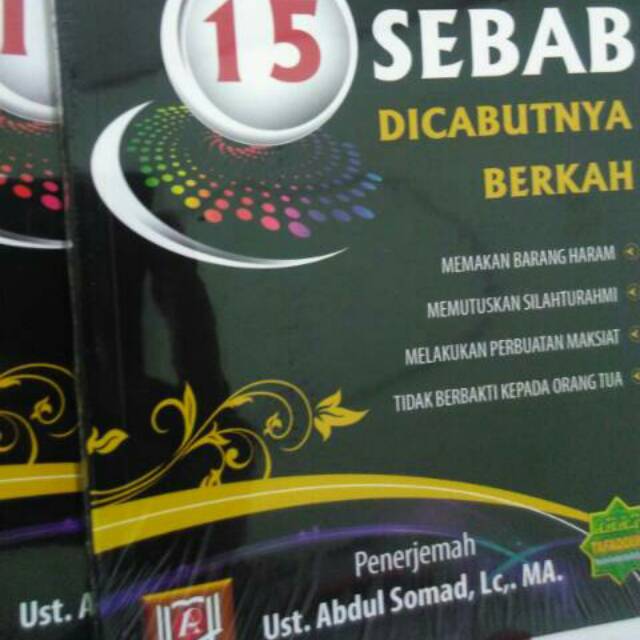 15 SEBAB
DICABUTNYA
BERKAH
MEMAKAN BARANG HARAM
MEMUTUSKAN SILAHTURAHMI
MELAKUKAN PERBUATAN MAKSIAT
TIDAK BERBAKTI KEPADA ORANG TUA
Penerjemah
Ust. Abdul Somad, Lc,. MA.
Ust. A